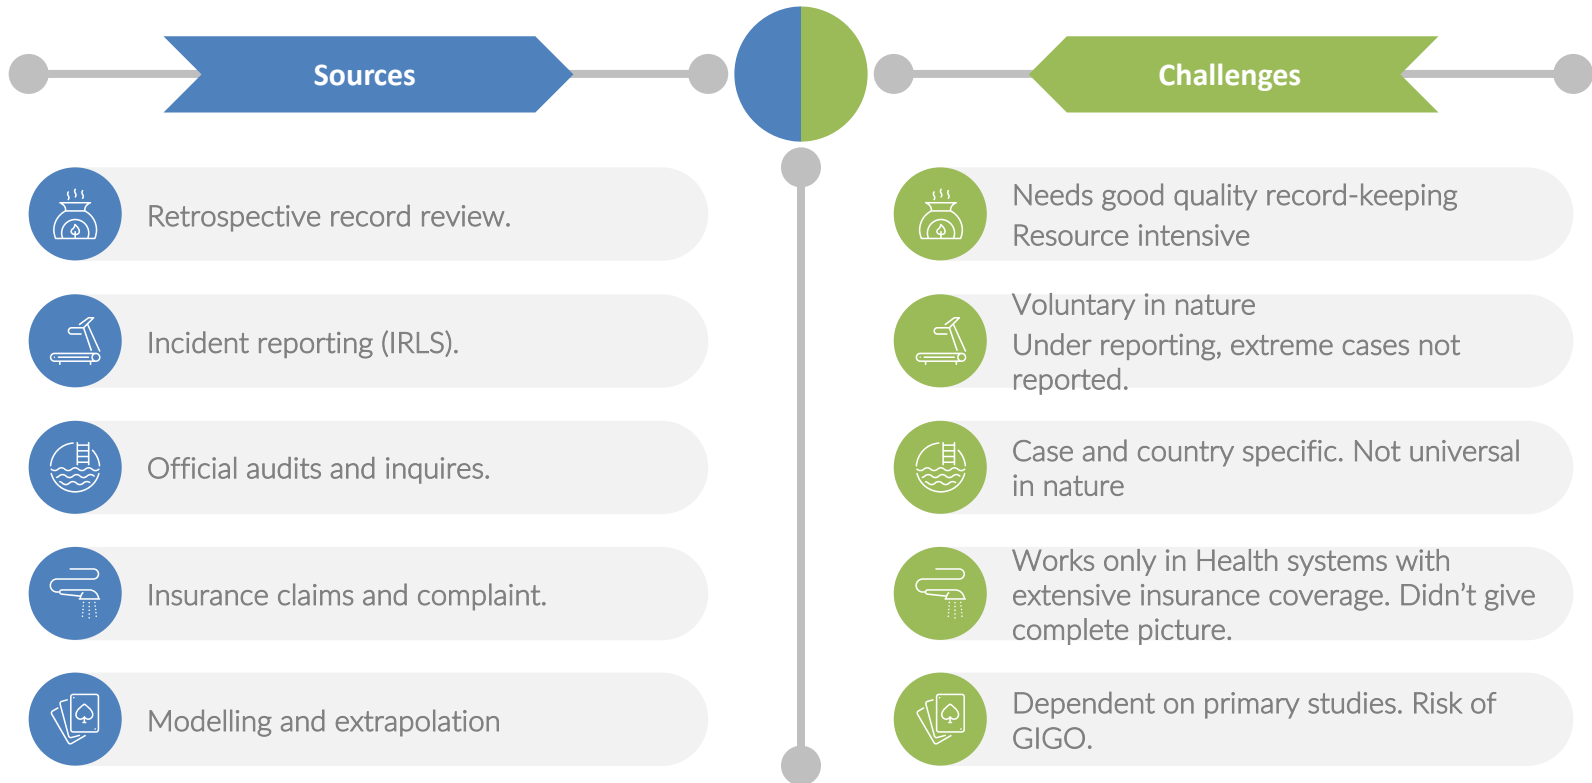 Sources
Challenges
Retrospective record review.
Needs good quality record-keeping
Resource intensive
Incident reporting (IRLS).
Voluntary in nature
Under reporting, extreme cases not
reported.
Official audits and inquires.
Case and country specific. Not universal
in nature
Insurance claims and complaint.
Works only in Health systems with
extensive insurance coverage. Didn’t give
complete picture.
Modelling and extrapolation
Dependent on primary studies. Risk of
GIGO.